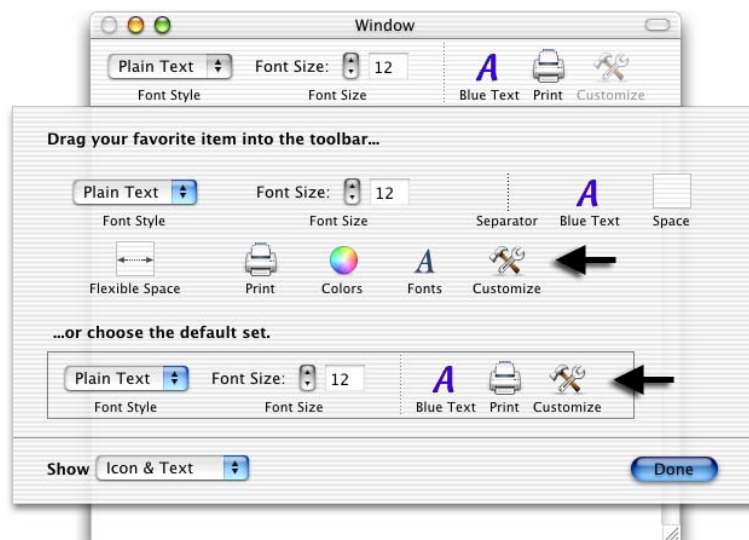 Window
Plain Text Font Size: 12
Font Style Font Size Blue Text Print Customize
Drag your favorite item into the toolbar...
Plain Text Font Size: 12
Font Style Font Size Separator Blue Text Space
Flexible Space Print Colors Fonts Customize
...or choose the default set.
Plain Text Font Size: 12
Font Style Font Size Blue Text Print Customize
Show Icon & Text Done